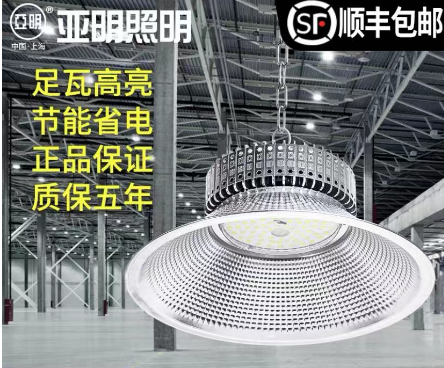 亚明
中国·上海
亚明照明
SF 顺丰包邮
足瓦高亮
节能省电
正品保证
质保五年